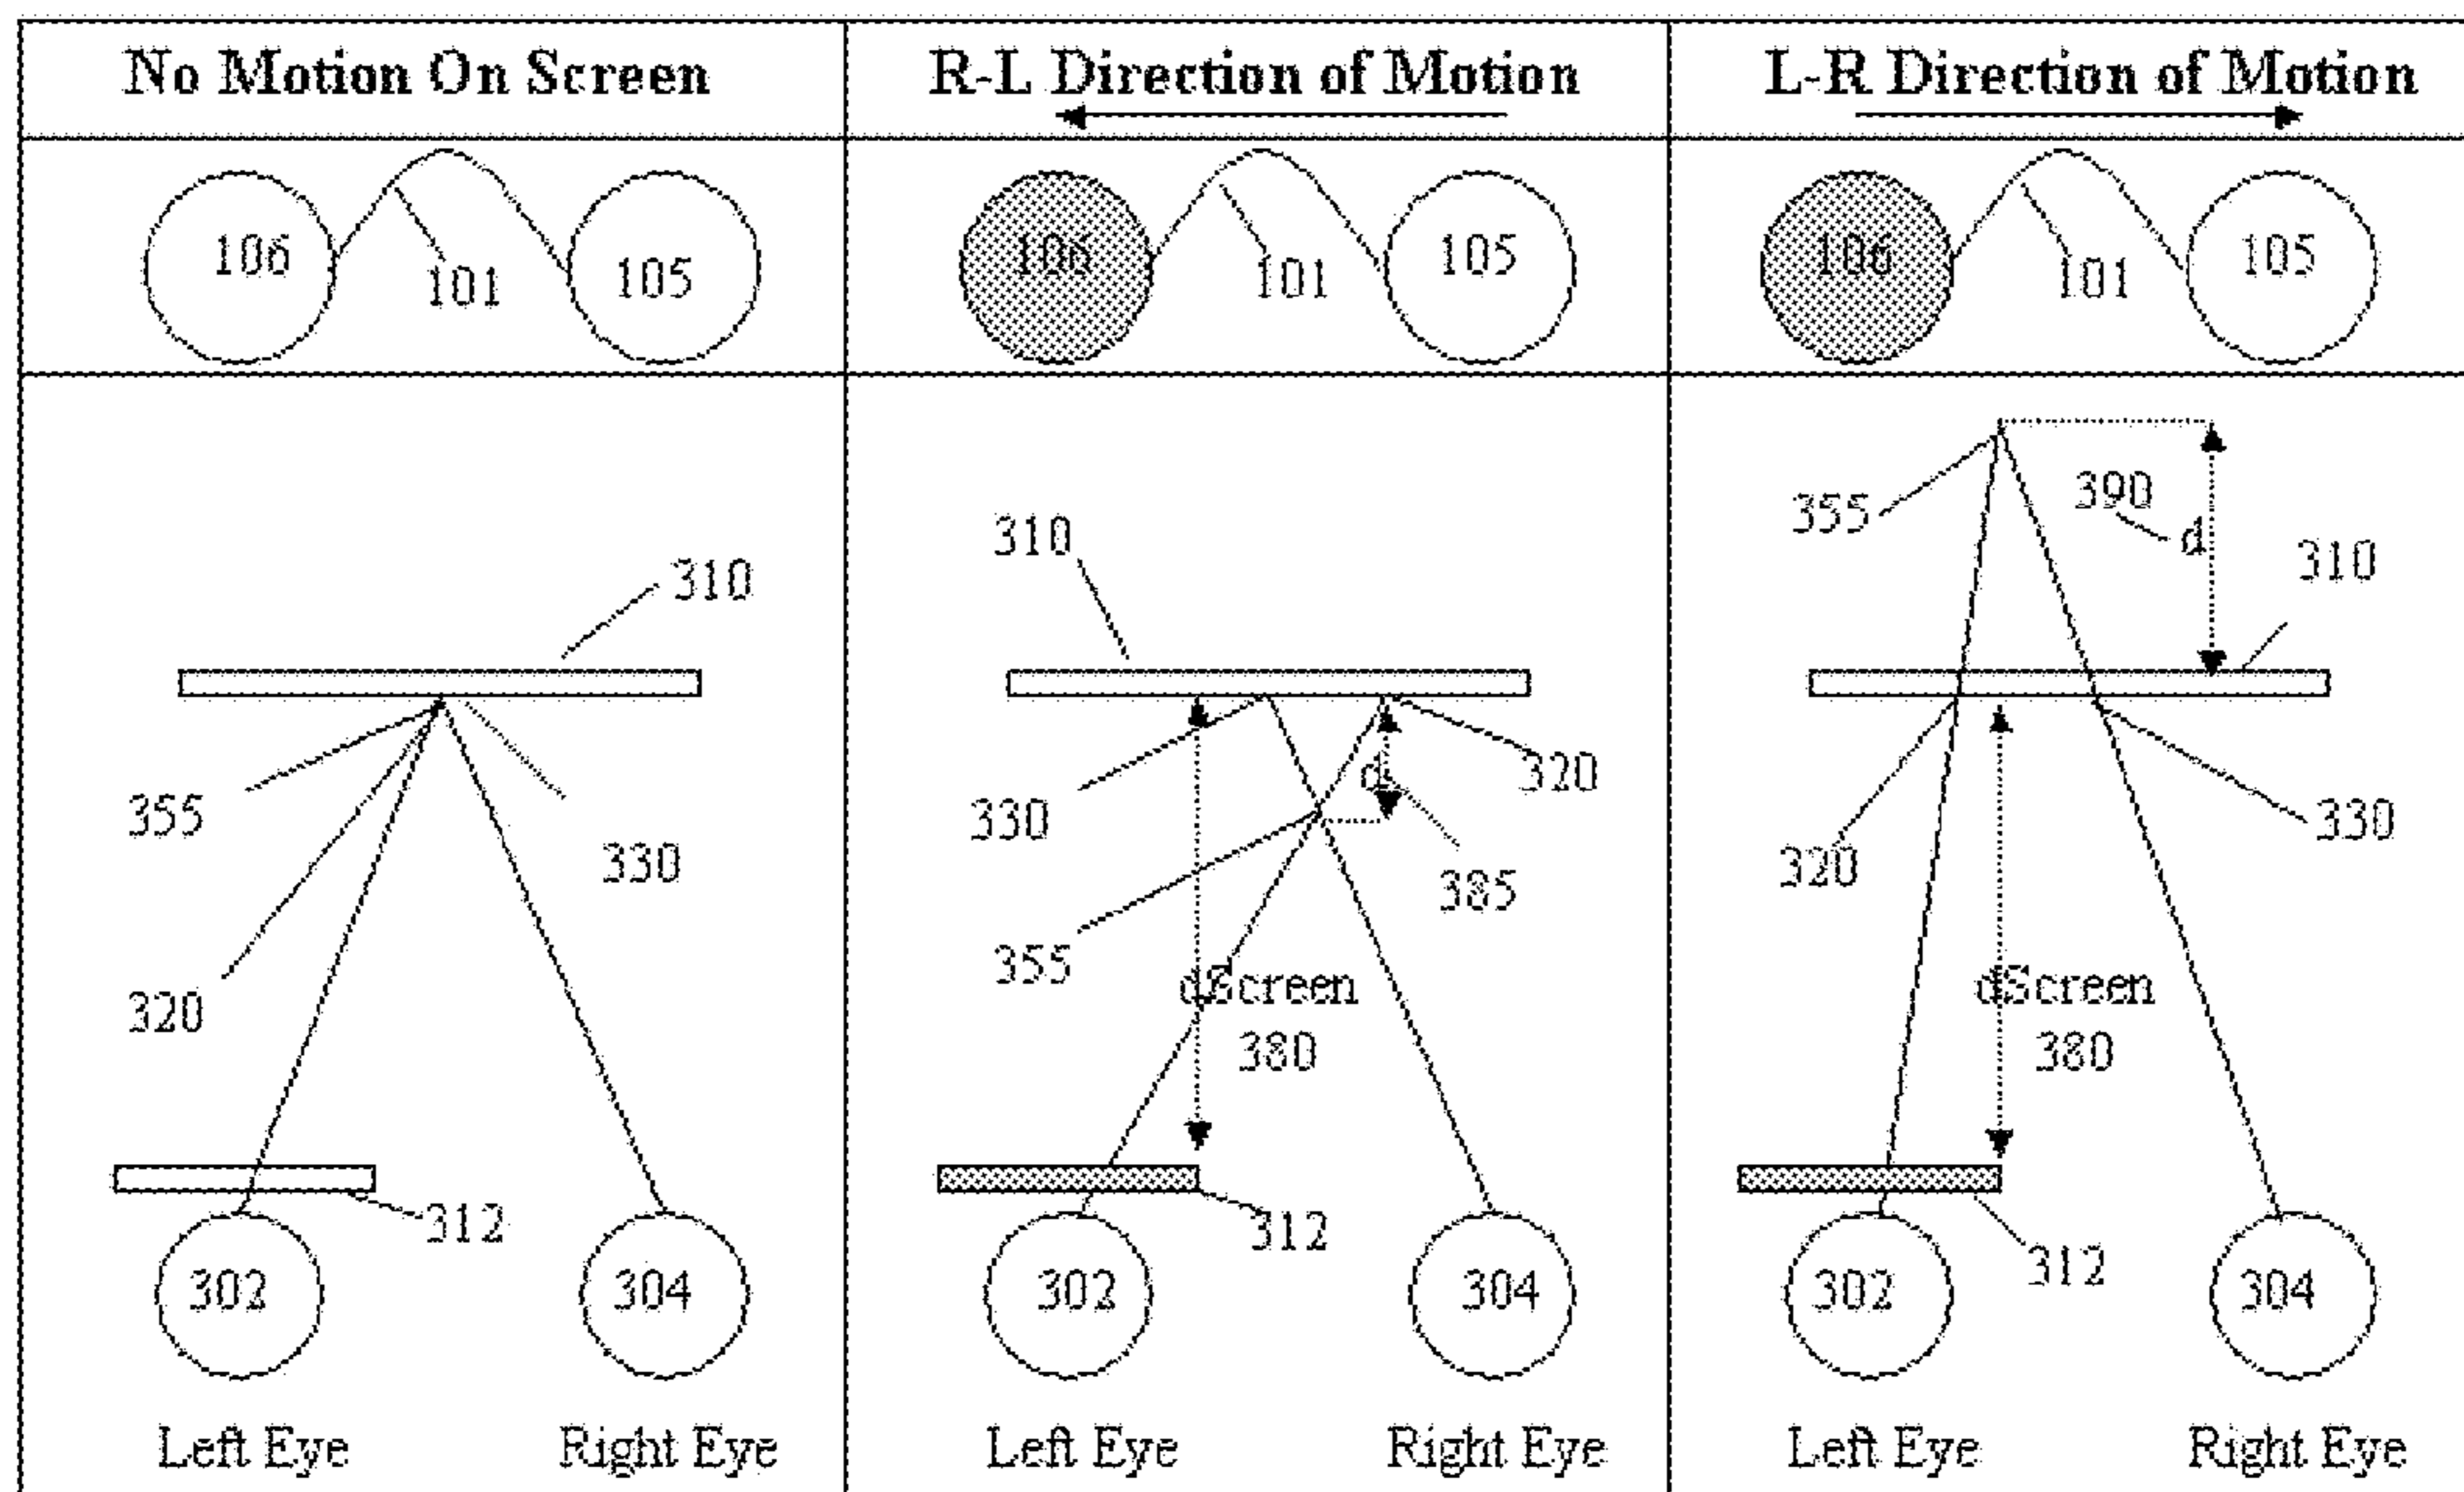 No Motion On Screen
R-L Direction of Motion
L-R Direction of Motion
106
101
105
106
101
105
106
101
105
310
355
320
330
312
302
304
Left Eye
Right Eye
310
330
320
d
385
355
dScreen
380
312
302
304
Left Eye
Right Eye
355
390
d
310
320
330
dScreen
380
312
302
304
Left Eye
Right Eye